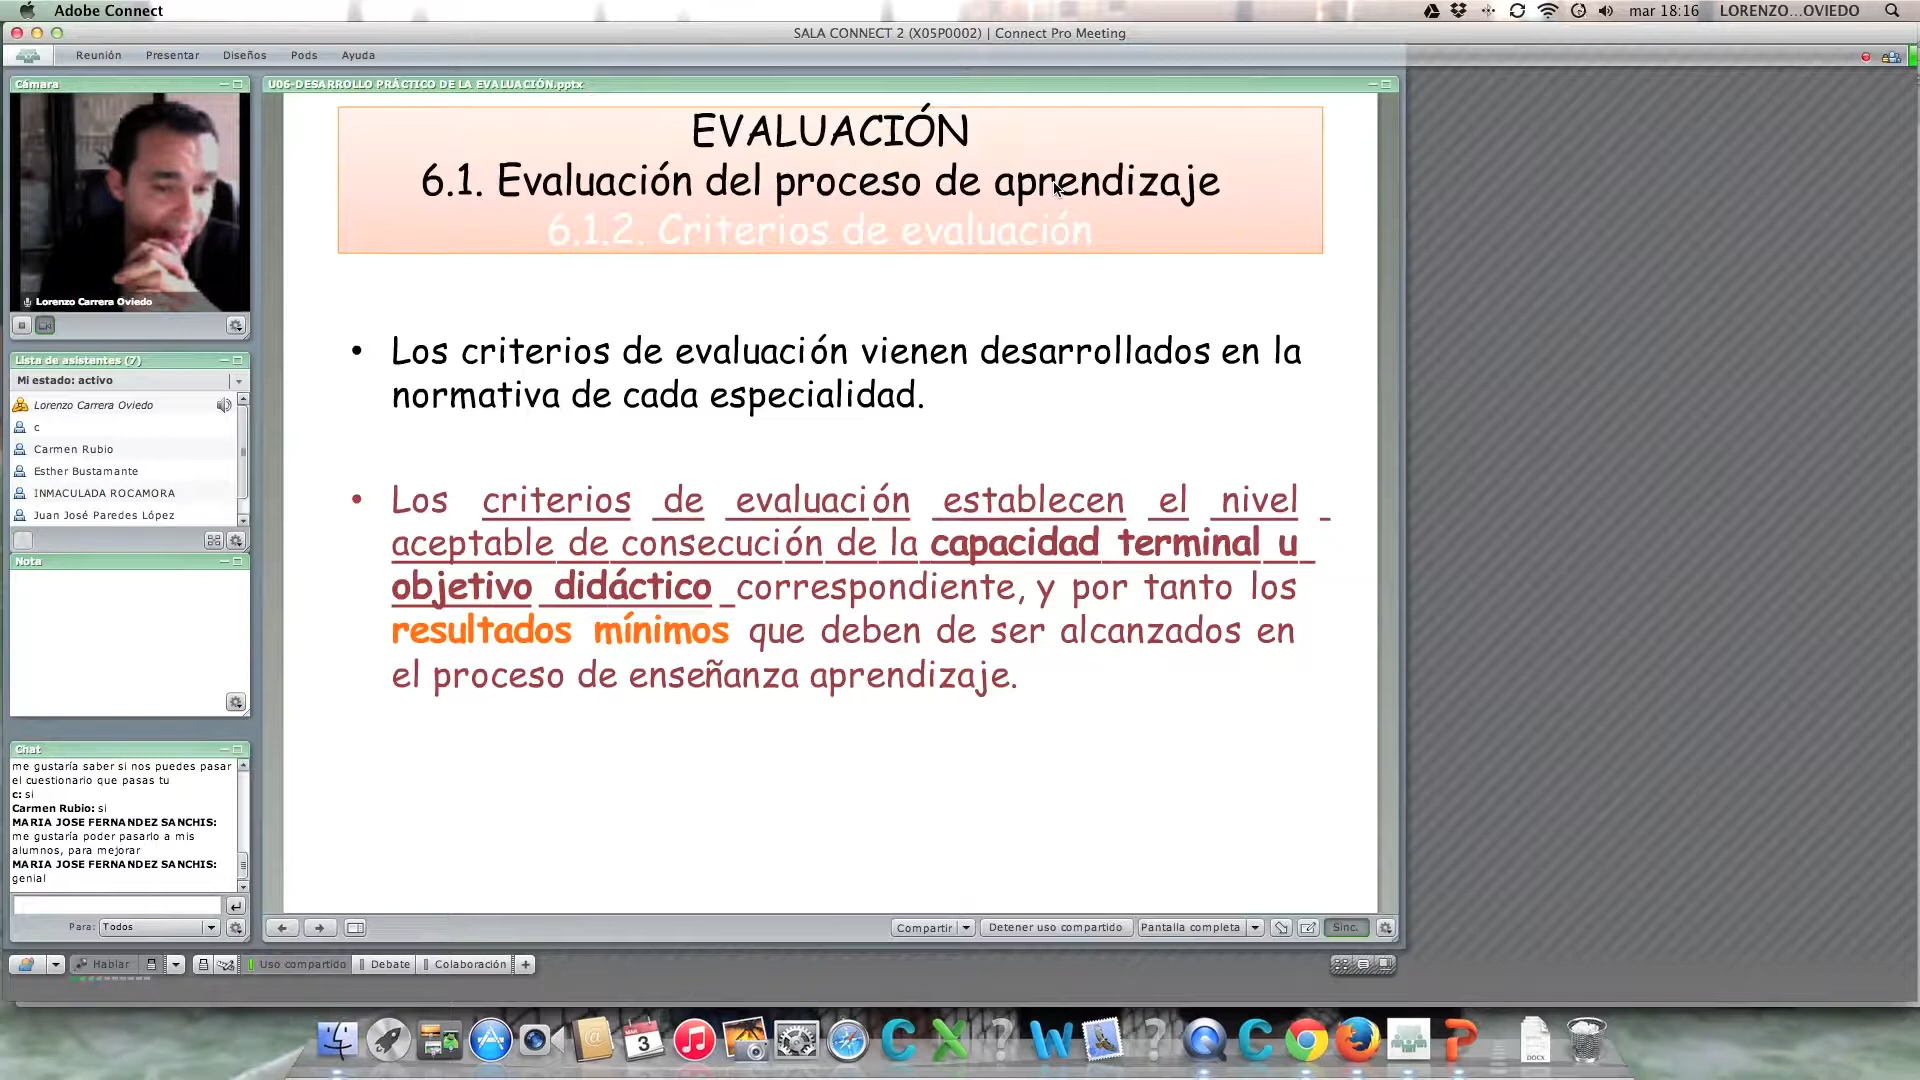 Adobe Connect
mar 18:16
LORENZO...OVIEDO
SALA CONNECT 2 (X05P0002) | Connect Pro Meeting
Reunión
Presentar
Diseños
Pods
Ayuda
Cámara
Lorenzo Carrera Oviedo
Lista de asistentes (7)
Mi estado: activo
Lorenzo Carrera Oviedo
c
Carmen Rubio
Esther Bustamante
INMACULADA ROCAMORA
Juan José Paredes López
Nota
Chat
me gustaría saber si nos puedes pasar
el cuestionario que pasas tu
c: si
Carmen Rubio: si
MARIA JOSE FERNANDEZ SANCHIS:
me gustaría poder pasarlo a mis
alumnos, para mejorar
MARIA JOSE FERNANDEZ SANCHIS:
genial
Para: Todos
U06-DESARROLLO PRÁCTICO DE LA EVALUACIÓN.pptx
EVALUACIÓN
6.1. Evaluación del proceso de aprendizaje
6.1.2. Criterios de evaluación
• Los criterios de evaluación vienen desarrollados en la
normativa de cada especialidad.
• Los criterios de evaluación establecen el nivel
aceptable de consecución de la capacidad terminal u
objetivo didáctico correspondiente, y por tanto los
resultados mínimos que deben de ser alcanzados en
el proceso de enseñanza aprendizaje.
Compartir
Detener uso compartido
Pantalla completa
Sinc.
Hablar
Uso compartido
Debate
Colaboración
MAR
3
DOCX